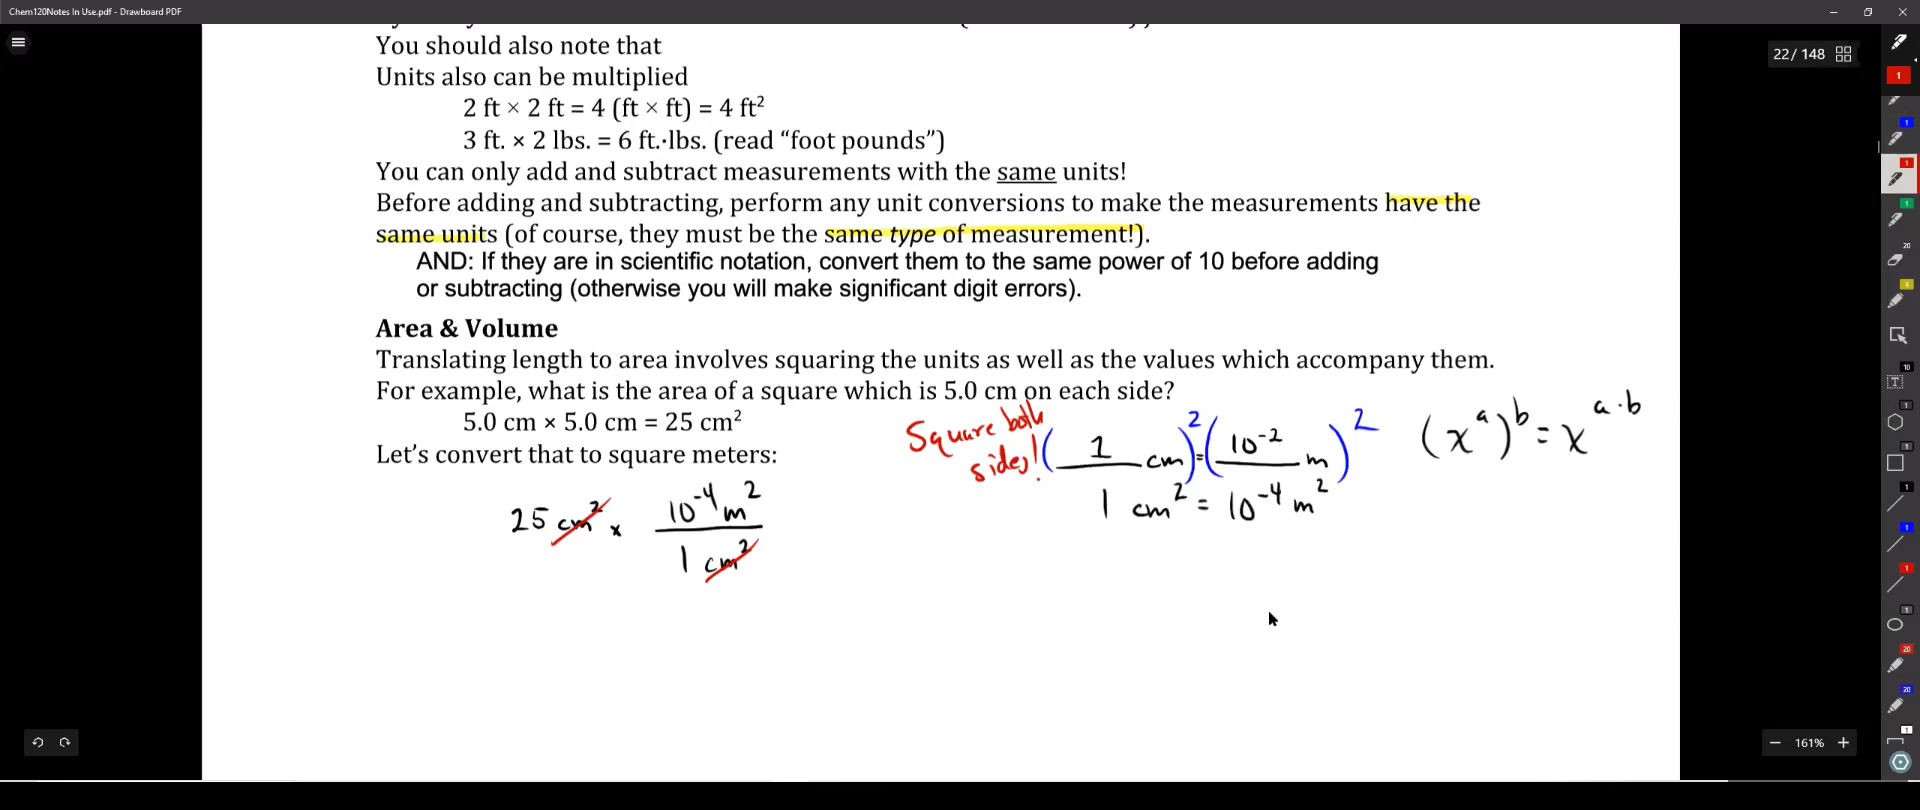 Chem120Notes In Use.pdf - Drawboard PDF
22/ 148
You should also note that
Units also can be multiplied
2 ft × 2 ft = 4 (ft × ft) = 4 ft²
3 ft. × 2 lbs. = 6 ft.·lbs. (read “foot pounds”)
You can only add and subtract measurements with the same units!
Before adding and subtracting, perform any unit conversions to make the measurements have the
same units (of course, they must be the same type of measurement!).
AND: If they are in scientific notation, convert them to the same power of 10 before adding
or subtracting (otherwise you will make significant digit errors).
Area & Volume
Translating length to area involves squaring the units as well as the values which accompany them.
For example, what is the area of a square which is 5.0 cm on each side?
5.0 cm × 5.0 cm = 25 cm²
Square both
sides!
(1 cm)² = (10⁻² m)²
(x^a)^b = x^a·b
Let’s convert that to square meters:
1 cm² = 10⁻⁴ m²
25 cm² x 10⁻⁴ m²
1 cm²
161%